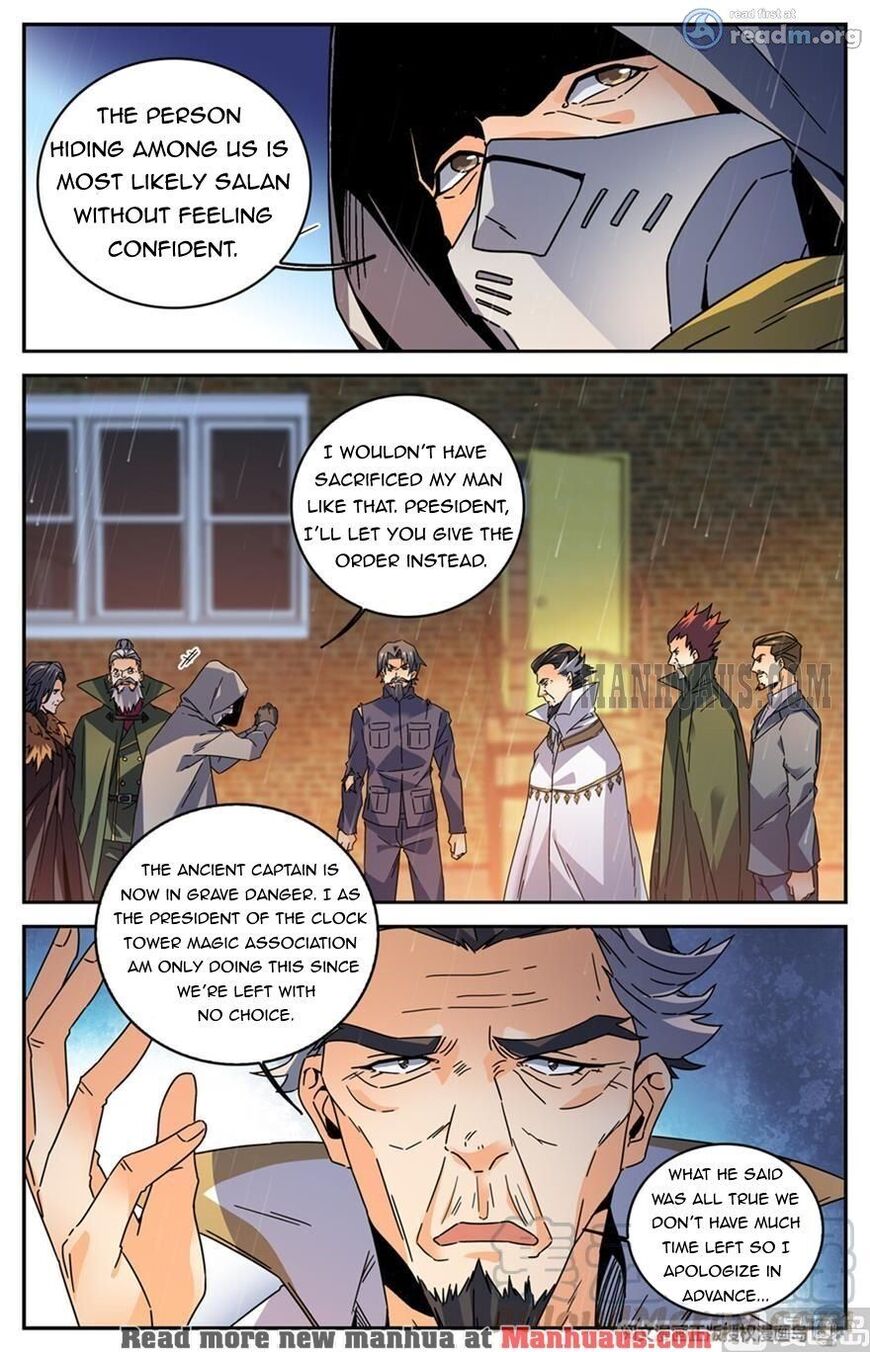 read first at
readm.org
THE PERSON
HIDING AMONG US IS
MOST LIKELY SALAN
WITHOUT FEELING
CONFIDENT.
I WOULDN'T HAVE
SACRIFICED MY MAN
LIKE THAT. PRESIDENT,
I'LL LET YOU GIVE THE
ORDER INSTEAD.
MANHUAUS.COM
THE ANCIENT CAPTAIN IS
NOW IN GRAVE DANGER. I AS
THE PRESIDENT OF THE CLOCK
TOWER MAGIC ASSOCIATION
AM ONLY DOING THIS SINCE
WE'RE LEFT WITH
NO CHOICE.
WHAT HE SAID
WAS ALL TRUE WE
DON'T HAVE MUCH
TIME LEFT SO I
APOLOGIZE IN
ADVANCE...
Read more new manhua at Manhuaus.com